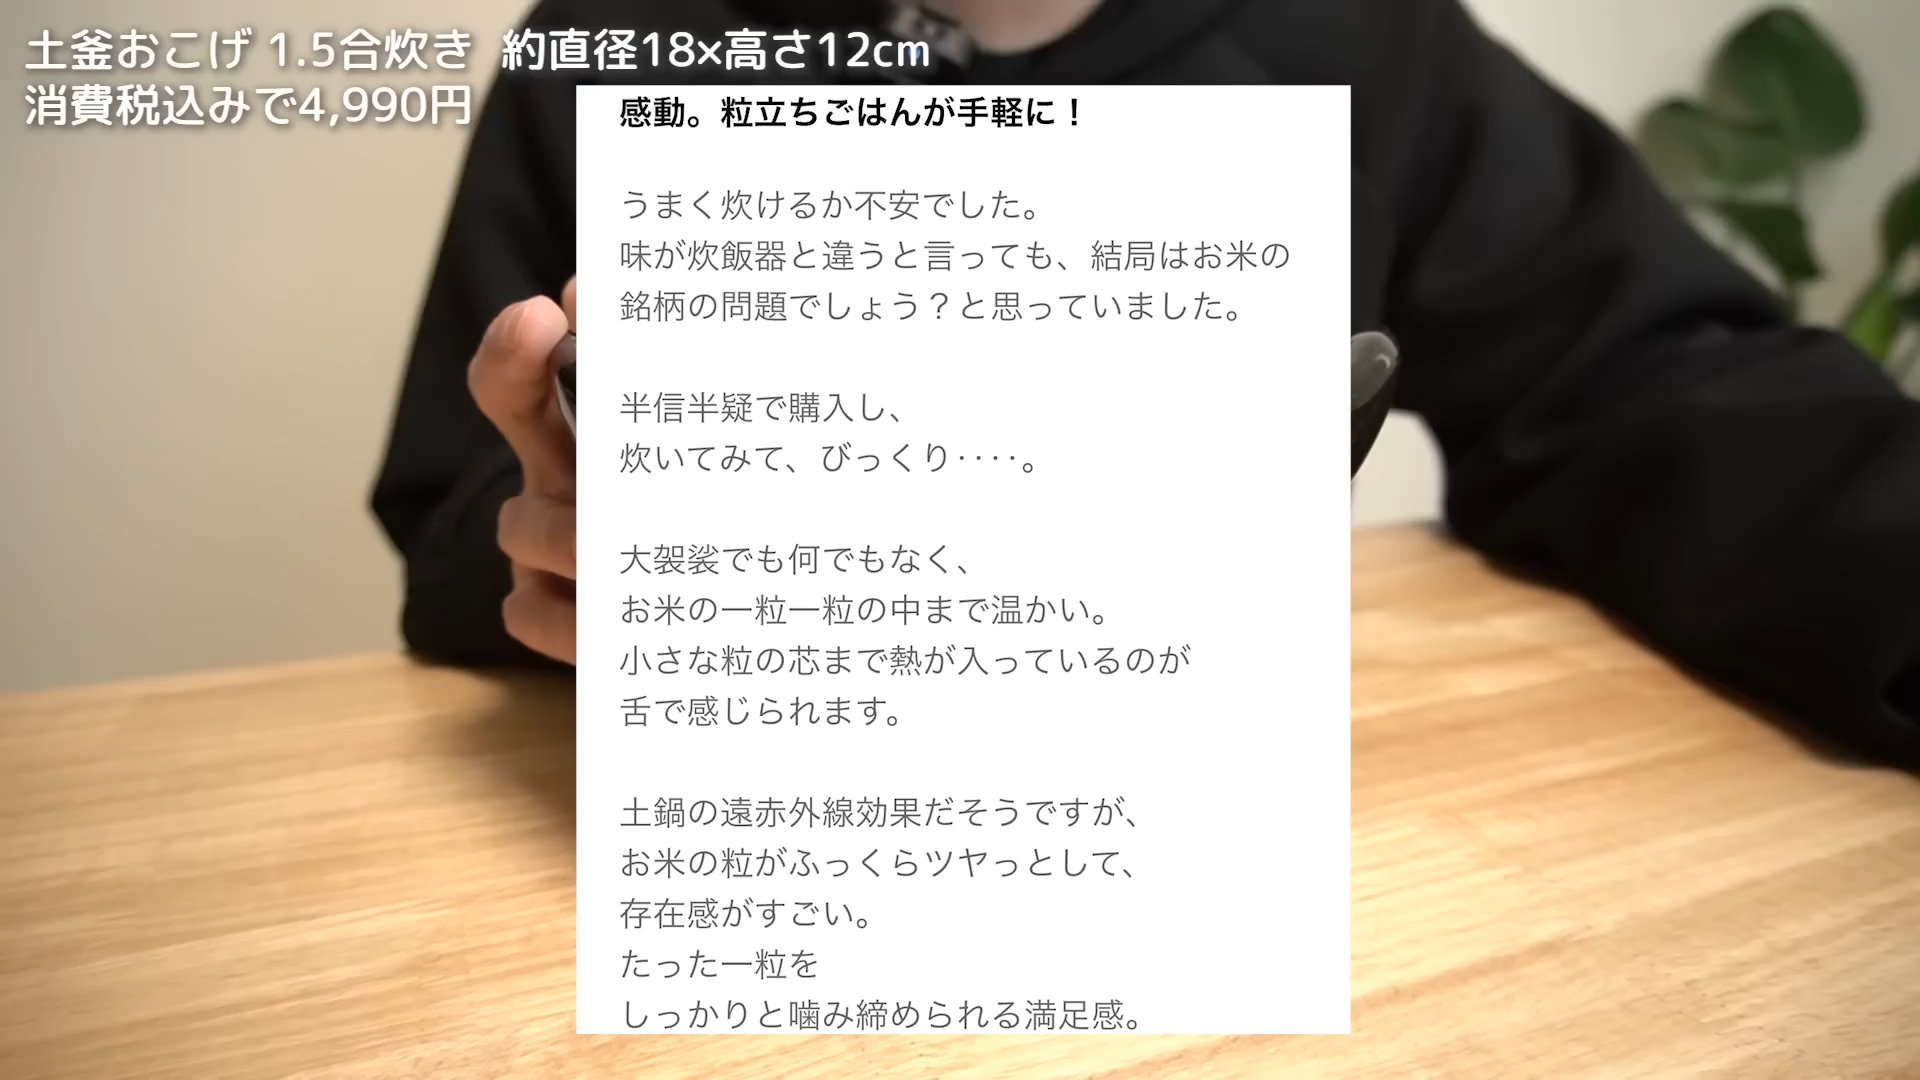 土釜おこげ 1.5合炊き 約直径18×高さ12cm
消費税込みで4,990円
感動。粒立ちごはんが手軽に！
うまく炊けるか不安でした。
味が炊飯器と違うと言っても、結局はお米の
銘柄の問題でしょう？と思っていました。
半信半疑で購入し、
炊いてみて、びっくり‥‥。
大袈裟でも何でもなく、
お米の一粒一粒の中まで温かい。
小さな粒の芯まで熱が入っているのが
舌で感じられます。
土鍋の遠赤外線効果だそうですが、
お米の粒がふっくらツヤっとして、
存在感がすごい。
たった一粒を
しっかりと噛み締められる満足感。